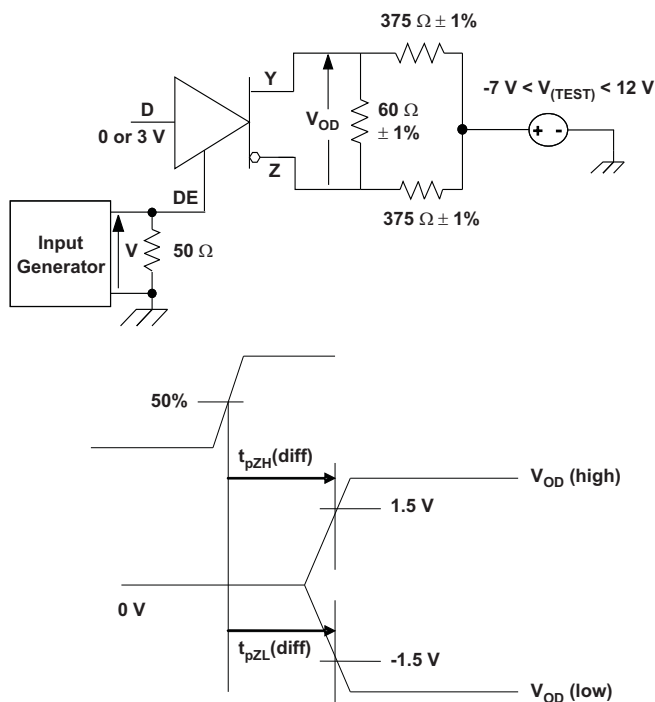 375 Ω ± 1%
Y
-7 V < V(TEST) < 12 V
D
0 or 3 V
VOD
60 Ω
± 1%
+ -
Z
DE
375 Ω ± 1%
Input
Generator
V
50 Ω
50%
tpZH(diff)
VOD (high)
1.5 V
0 V
tpZL(diff)
-1.5 V
VOD (low)